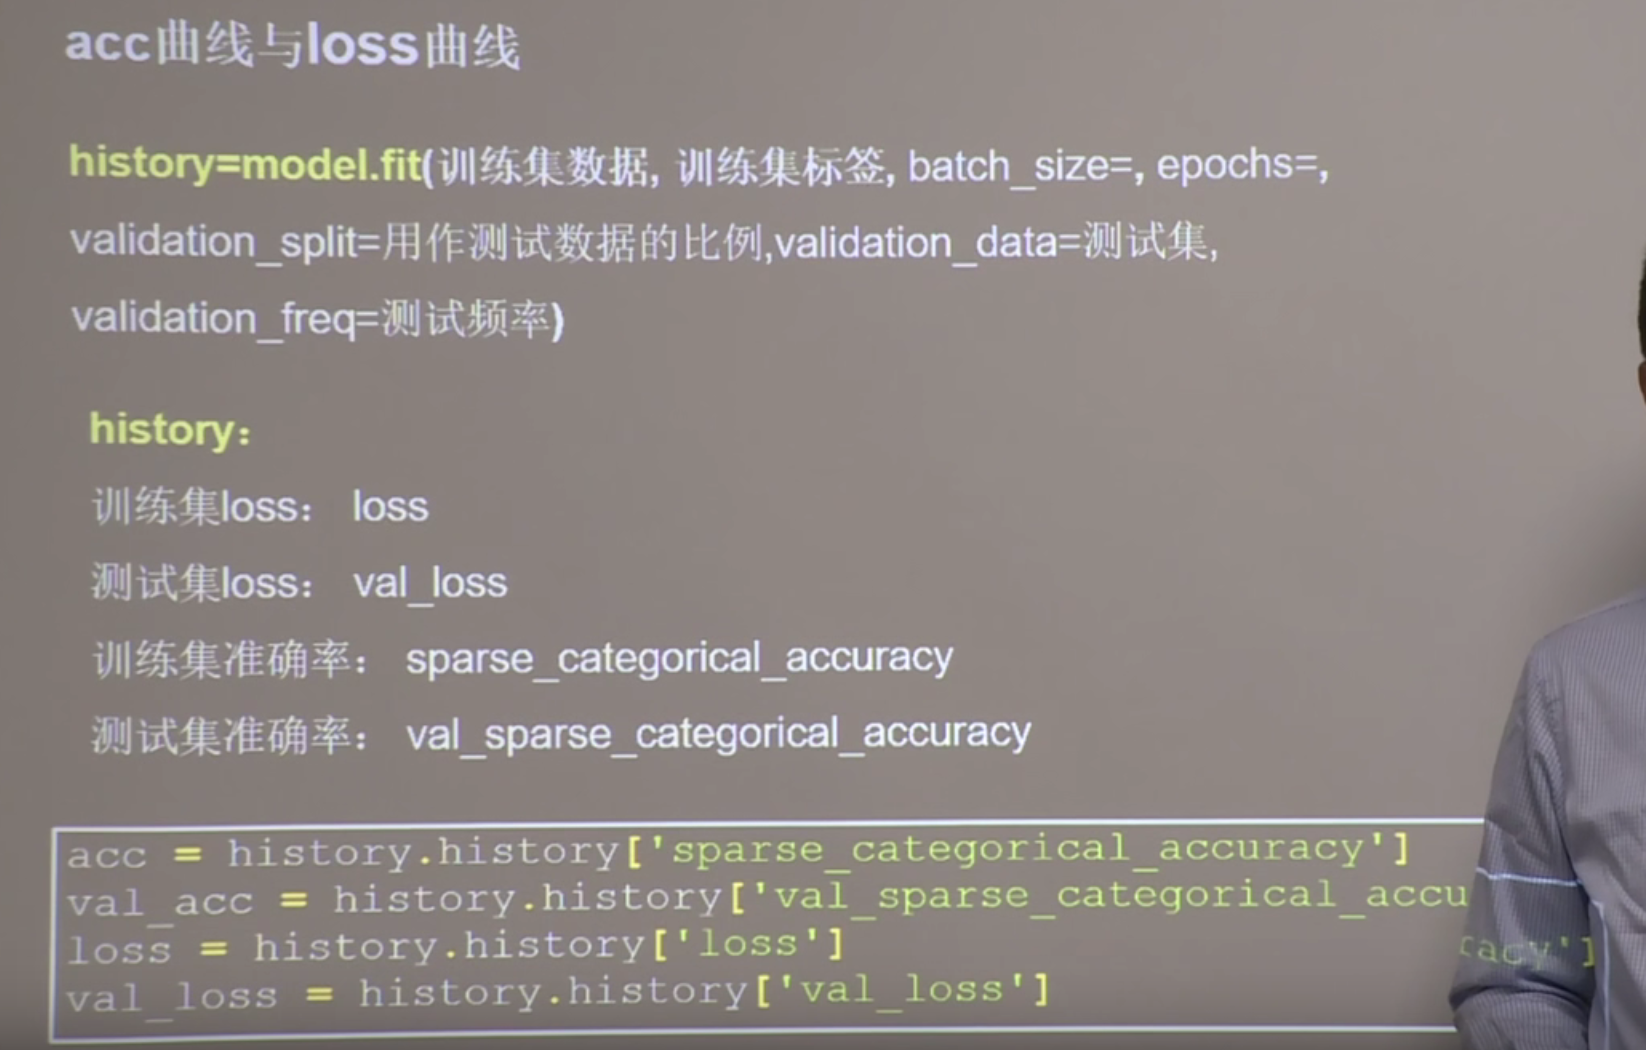 acc曲线与loss曲线
history=model.fit(训练集数据, 训练集标签, batch_size=, epochs=,
validation_split=用作测试数据的比例,validation_data=测试集,
validation_freq=测试频率)
history：
训练集loss： loss
测试集loss： val_loss
训练集准确率： sparse_categorical_accuracy
测试集准确率： val_sparse_categorical_accuracy
acc = history.history['sparse_categorical_accuracy']
val_acc = history.history['val_sparse_categorical_accu
racy']
loss = history.history['loss']
val_loss = history.history['val_loss']